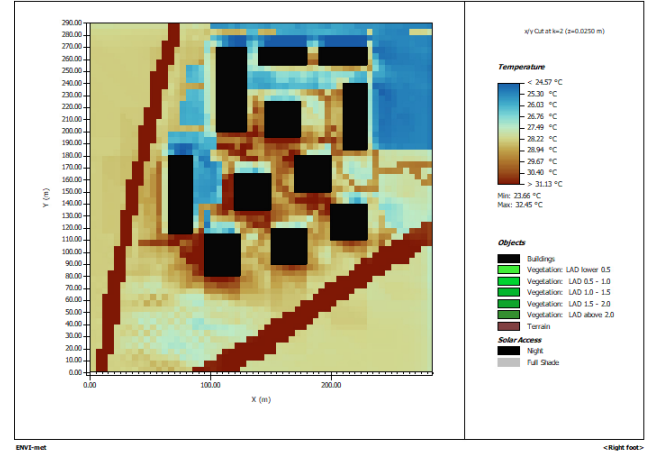 x/y Cut at k=2 (z=0.0250 m)
290.00
280.00
270.00
260.00
250.00
240.00
230.00
220.00
210.00
200.00
190.00
180.00
170.00
160.00
150.00
140.00
130.00
120.00
110.00
100.00
90.00
80.00
70.00
60.00
50.00
40.00
30.00
20.00
10.00
0.00
Y (m)
0.00 100.00 200.00
X (m)
Temperature
< 24.57 °C
25.30 °C
26.03 °C
26.76 °C
27.49 °C
28.22 °C
28.94 °C
29.67 °C
30.40 °C
> 31.13 °C
Min: 23.66 °C
Max: 32.45 °C
Objects
Buildings
Vegetation: LAD lower 0.5
Vegetation: LAD 0.5 - 1.0
Vegetation: LAD 1.0 - 1.5
Vegetation: LAD 1.5 - 2.0
Vegetation: LAD above 2.0
Terrain
Solar Access
Night
Full Shade
ENVI-met
<Right foot>